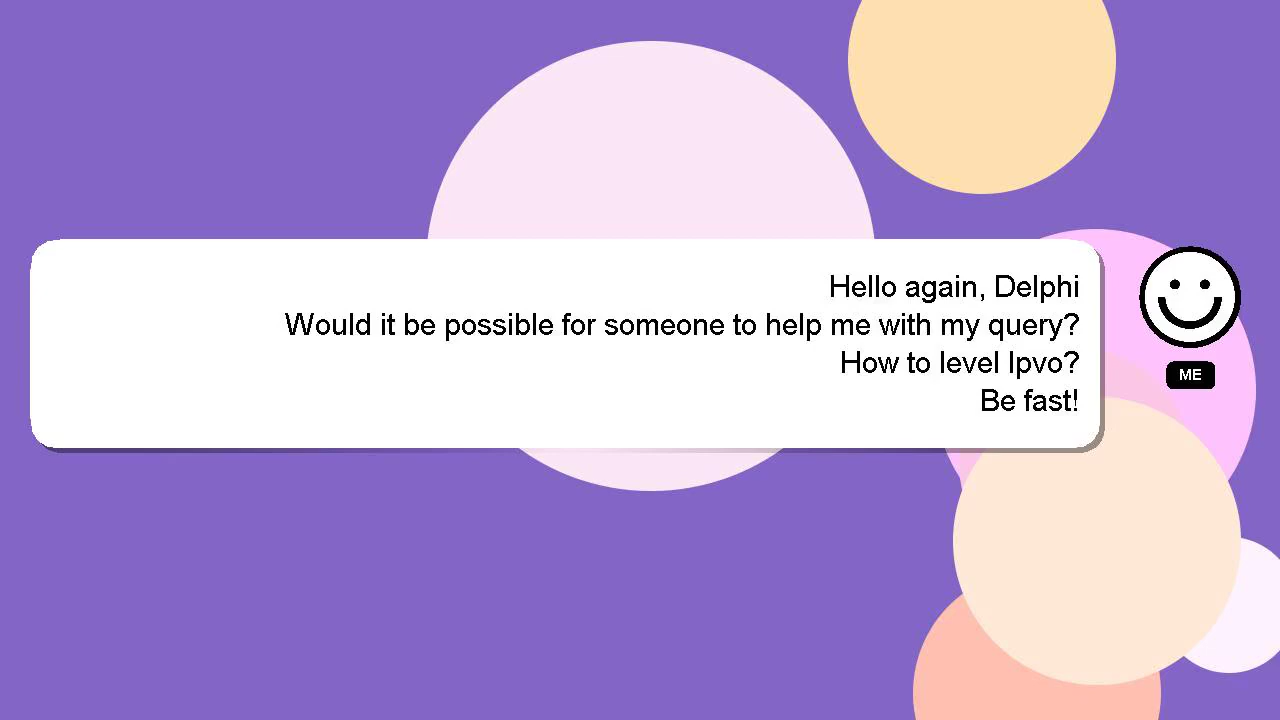 Hello again, Delphi
Would it be possible for someone to help me with my query?
How to level lpvo?
Be fast!
ME